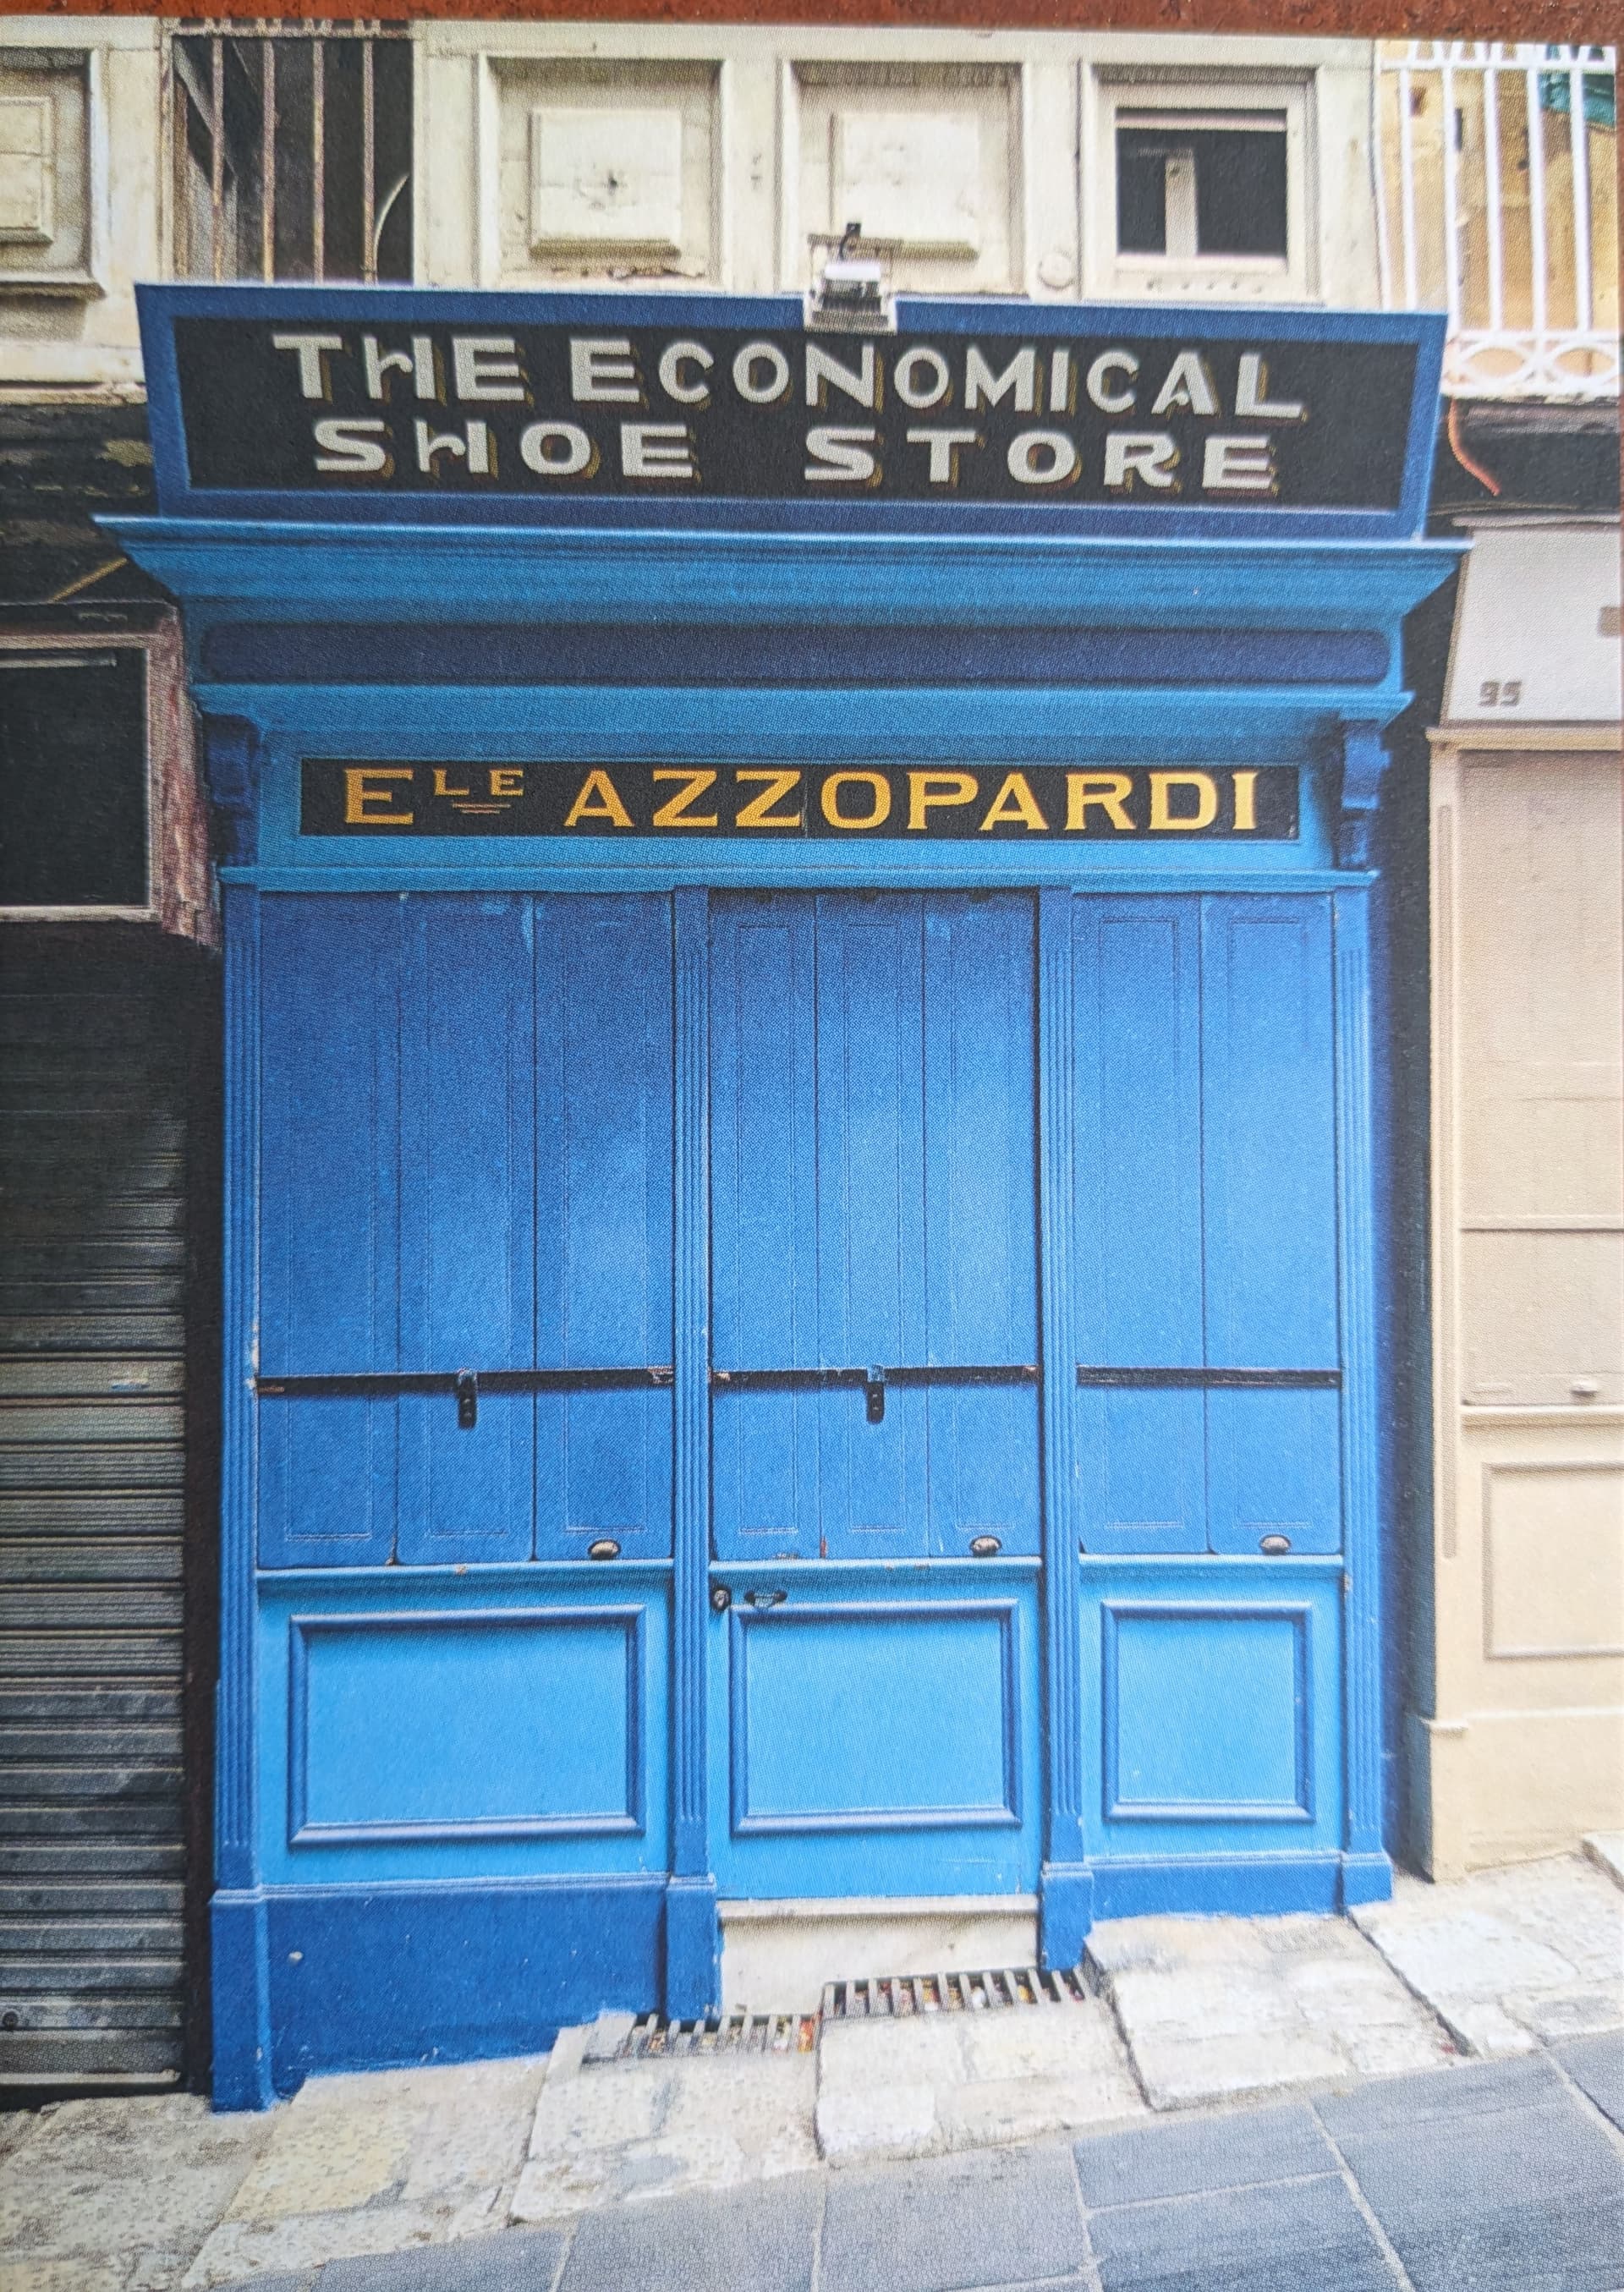 THE ECONOMICAL
SHOE STORE
ELE AZZOPARDI
95